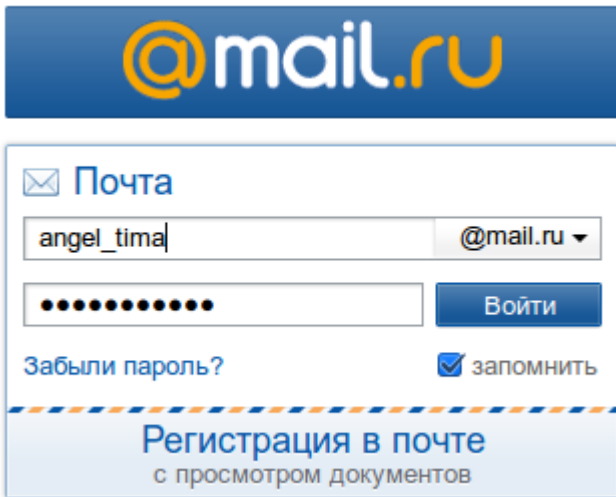 @mail.ru
Почта
angel_tima @mail.ru
●●●●●●●●●●● Войти
Забыли пароль? запомнить
Регистрация в почте
с просмотром документов